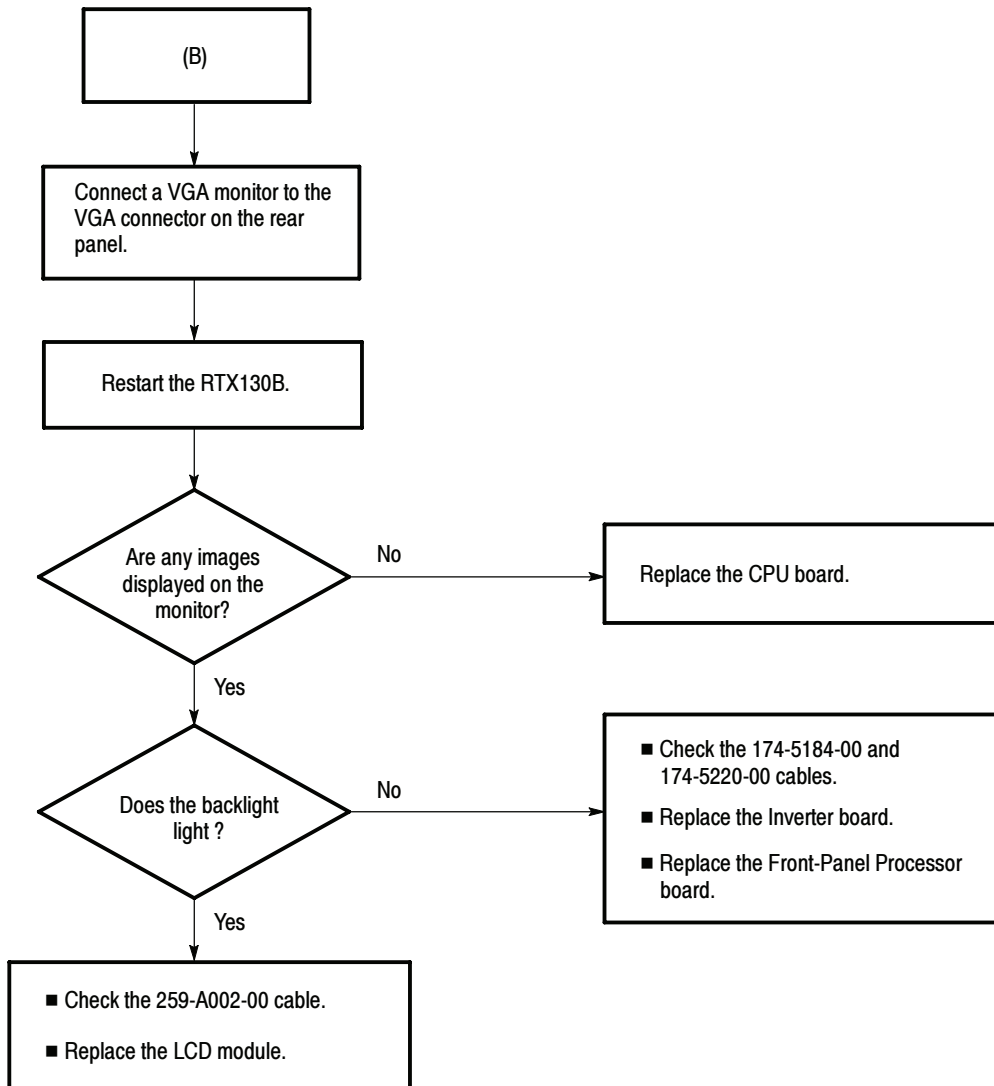 (B)
Connect a VGA monitor to the
VGA connector on the rear
panel.
Restart the RTX130B.
Are any images
displayed on the
monitor?
No
Replace the CPU board.
Yes
Does the backlight
light ?
No
■ Check the 174-5184-00 and
174-5220-00 cables.
■ Replace the Inverter board.
■ Replace the Front-Panel Processor
board.
Yes
■ Check the 259-A002-00 cable.
■ Replace the LCD module.